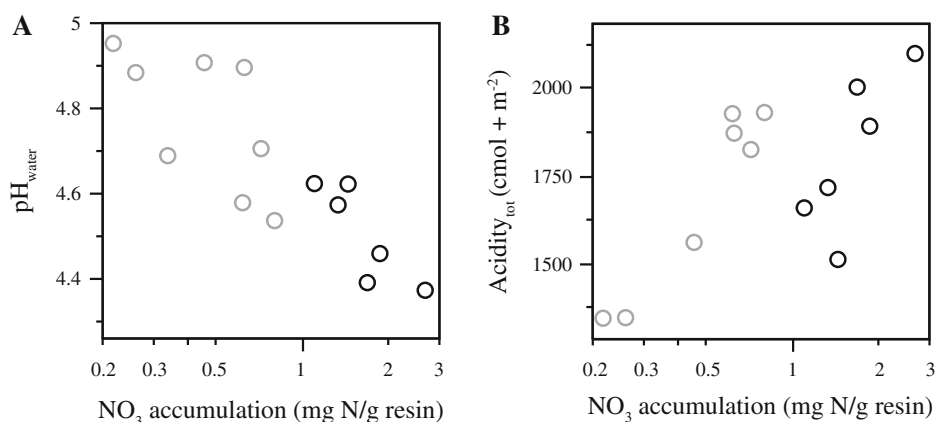 A
5
4.8
4.6
4.4
pH_water
0.2 0.3 0.5 1 2 3
NO₃ accumulation (mg N/g resin)
B
2000
1750
1500
Acidity_tot (cmol + m⁻²)
0.2 0.3 0.5 1 2 3
NO₃ accumulation (mg N/g resin)